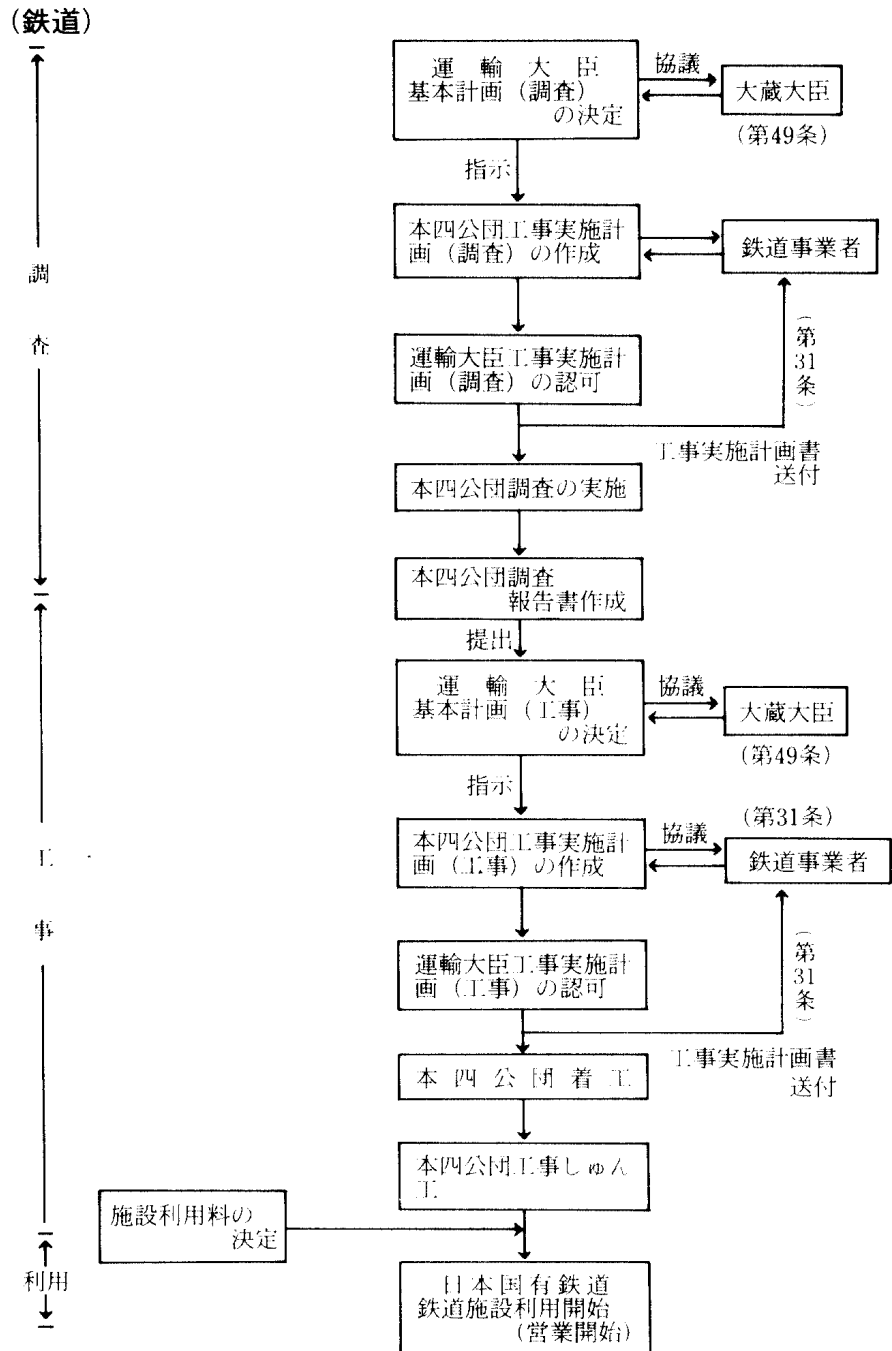 (鉄道)
運輸大臣
基本計画(調査)
の決定
協議
大蔵大臣
(第49条)
指示
本四公団工事実施計
画(調査)の作成
鉄道事業者
調
査
運輸大臣工事実施計
画(調査)の認可
(第31条)
工事実施計画書
送付
本四公団調査の実施
本四公団調査
報告書作成
提出
運輸大臣
基本計画(工事)
の決定
協議
大蔵大臣
(第49条)
指示
本四公団工事実施計
画(工事)の作成
協議
(第31条)
鉄道事業者
工
事
運輸大臣工事実施計
画(工事)の認可
(第31条)
工事実施計画書
送付
本四公団着工
本四公団工事しゅん
工
施設利用料の
決定
利用
日本国有鉄道
鉄道施設利用開始
(営業開始)